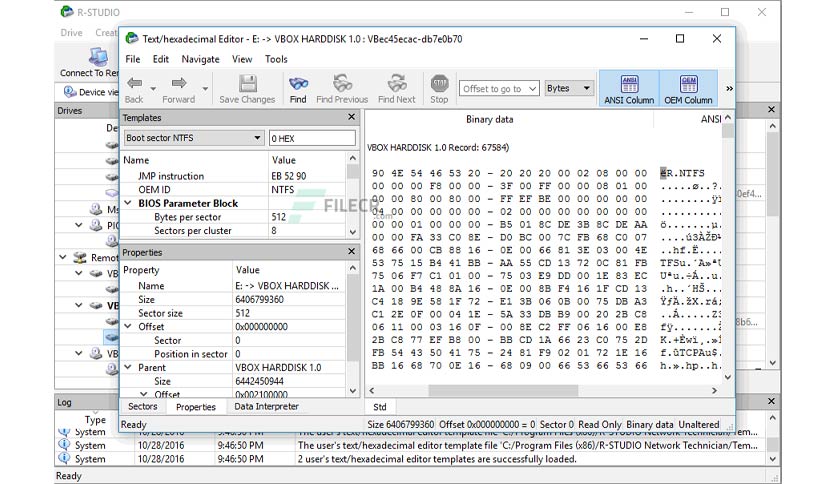 R-STUDIO
Drive Creat
Connect To Rem
Device vie
Drives
De
Ms
PIC
Remot
VB
VB
VB
0ef4...
8b6...
Text/hexadecimal Editor - E: -> VBOX HARDDISK 1.0 : VBec45ecac-db7e0b70
File Edit Navigate View Tools
Back Forward Save Changes Find Find Previous Find Next Stop Offset to go to Bytes ANSI Column OEM Column »
Templates
Boot sector NTFS 0 HEX
Name Value
JMP instruction EB 52 90
OEM ID NTFS
BIOS Parameter Block
Bytes per sector 512
Sectors per cluster 8
FILECR
.com
Properties
Property Value
Name E: -> VBOX HARDDISK ...
Size 6406799360
Sector size 512
Offset 0x000000000
Sector 0
Position in sector 0
Parent VBOX HARDDISK 1.0
Size 6442450944
Offset 0x002100000
Sectors Properties Data Interpreter
Binary data ANSI
VBOX HARDDISK 1.0 Record: 67584)
90 4E 54 46 53 20 - 20 20 20 00 02 08 00 00 ëR.NTFS
00 00 00 F8 00 00 - 3F 00 FF 00 00 08 01 00 .....ø..?.
00 00 00 80 00 80 00 - FF EF BE 00 00 00 00
04 00 00 00 00 00 - 02 00 00 00 00 00 00 00
00 00 00 01 00 00 - B5 01 8C DE 3B 8C DE AA
00 00 00 FA 33 C0 8E - D0 BC 00 7C FB 68 C0 07
68 66 00 CB 88 16 - 0E 00 66 81 3E 03 00 4E
53 75 15 B4 41 BB - AA 55 CD 13 72 0C 81 FB
75 06 F7 C1 01 00 - 75 03 E9 DD 00 1E 83 EC
1A 00 B4 48 8A 16 - 0E 00 8B F4 16 1F CD 13
C4 18 9E 58 1F 72 - E1 3B 06 0B 00 75 DB A3
C1 2E 0F 00 04 1E - 5A 33 DB B9 00 20 2B C8
06 11 00 03 16 0F - 00 8E C2 FF 06 16 00 E8
2B C8 77 EF B8 00 - BB CD 1A 66 23 C0 75 2D
FB 54 43 50 41 75 - 24 81 F9 02 01 72 1E 16
BB 16 68 70 0E 16 - 68 09 00 66 53 66 53 66
Std
Ready Size 6406799360 Offset 0x000000000 = 0 Sector 0 Read Only Binary data Unaltered
Log
Type
System 10/28/2016 9:46:50 PM The user's text/hexadecimal editor template file 'C:/Program Files (x86)/R-STUDIO Network Technician/Tem...
System 10/28/2016 9:46:50 PM The user's text/hexadecimal editor template file 'C:/Program Files (x86)/R-STUDIO Network Technician/Tem...
System 10/28/2016 9:46:50 PM 2 user's text/hexadecimal editor templates are successfully loaded.
Ready